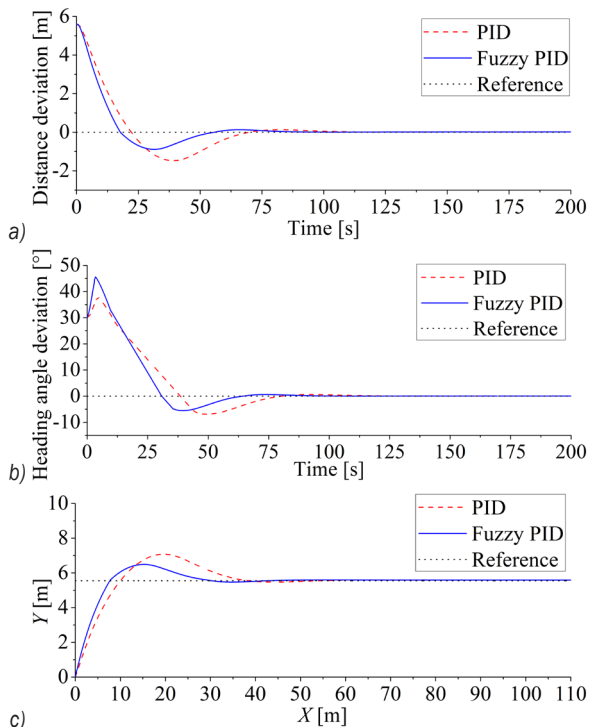 6
4
2
0
-2
Distance deviation [m]
PID
Fuzzy PID
Reference
0 25 50 75 100 125 150 175 200
Time [s]
a)
50
40
30
20
10
0
-10
Heading angle deviation [°]
PID
Fuzzy PID
Reference
0 25 50 75 100 125 150 175 200
Time [s]
b)
10
8
6
4
2
0
Y [m]
PID
Fuzzy PID
Reference
0 10 20 30 40 50 60 70 80 90 100 110
X [m]
c)